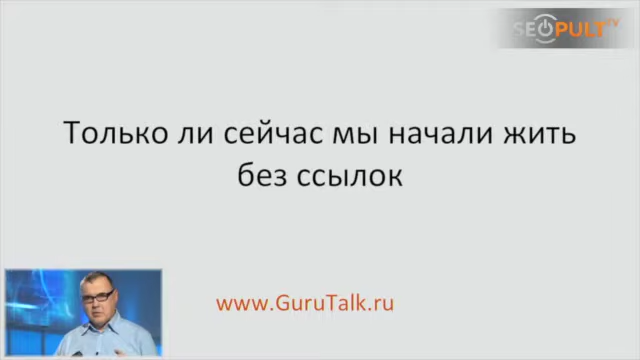 SEOPULT TV
Только ли сейчас мы начали жить
без ссылок
www.GuruTalk.ru